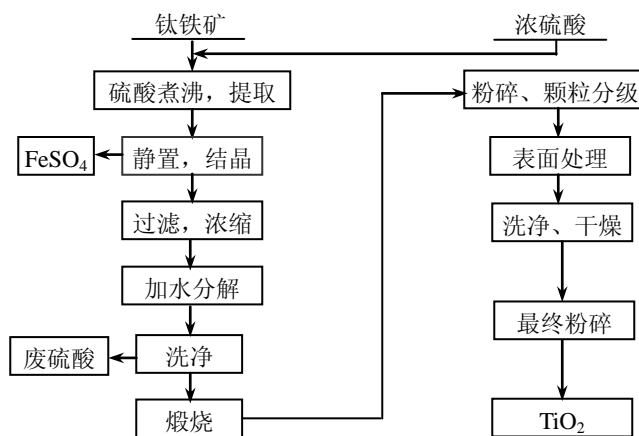 钛铁矿
浓硫酸
硫酸煮沸，提取
粉碎、颗粒分级
FeSO₄
静置，结晶
表面处理
过滤，浓缩
洗净、干燥
加水分解
最终粉碎
废硫酸
洗净
煅烧
TiO₂